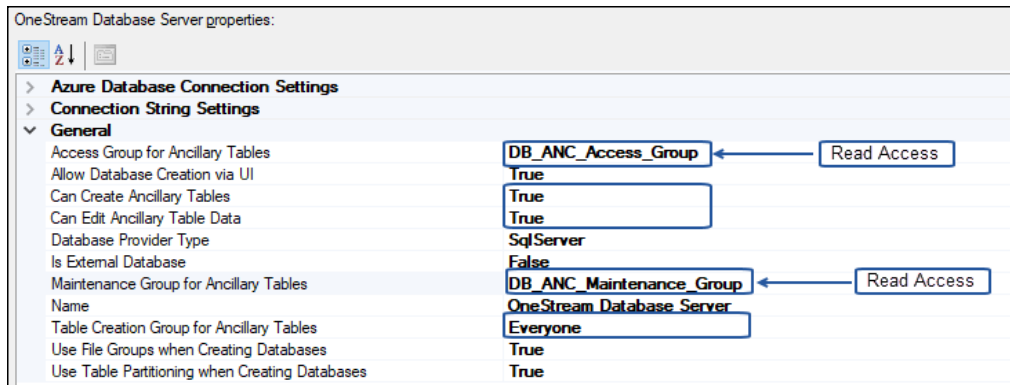 OneStream Database Server properties:
Azure Database Connection Settings
Connection String Settings
General
Access Group for Ancillary Tables DB_ANC_Access_Group Read Access
Allow Database Creation via UI True
Can Create Ancillary Tables True
Can Edit Ancillary Table Data True
Database Provider Type SqlServer
Is External Database False
Maintenance Group for Ancillary Tables DB_ANC_Maintenance_Group Read Access
Name OneStream Database Server
Table Creation Group for Ancillary Tables Everyone
Use File Groups when Creating Databases True
Use Table Partitioning when Creating Databases True